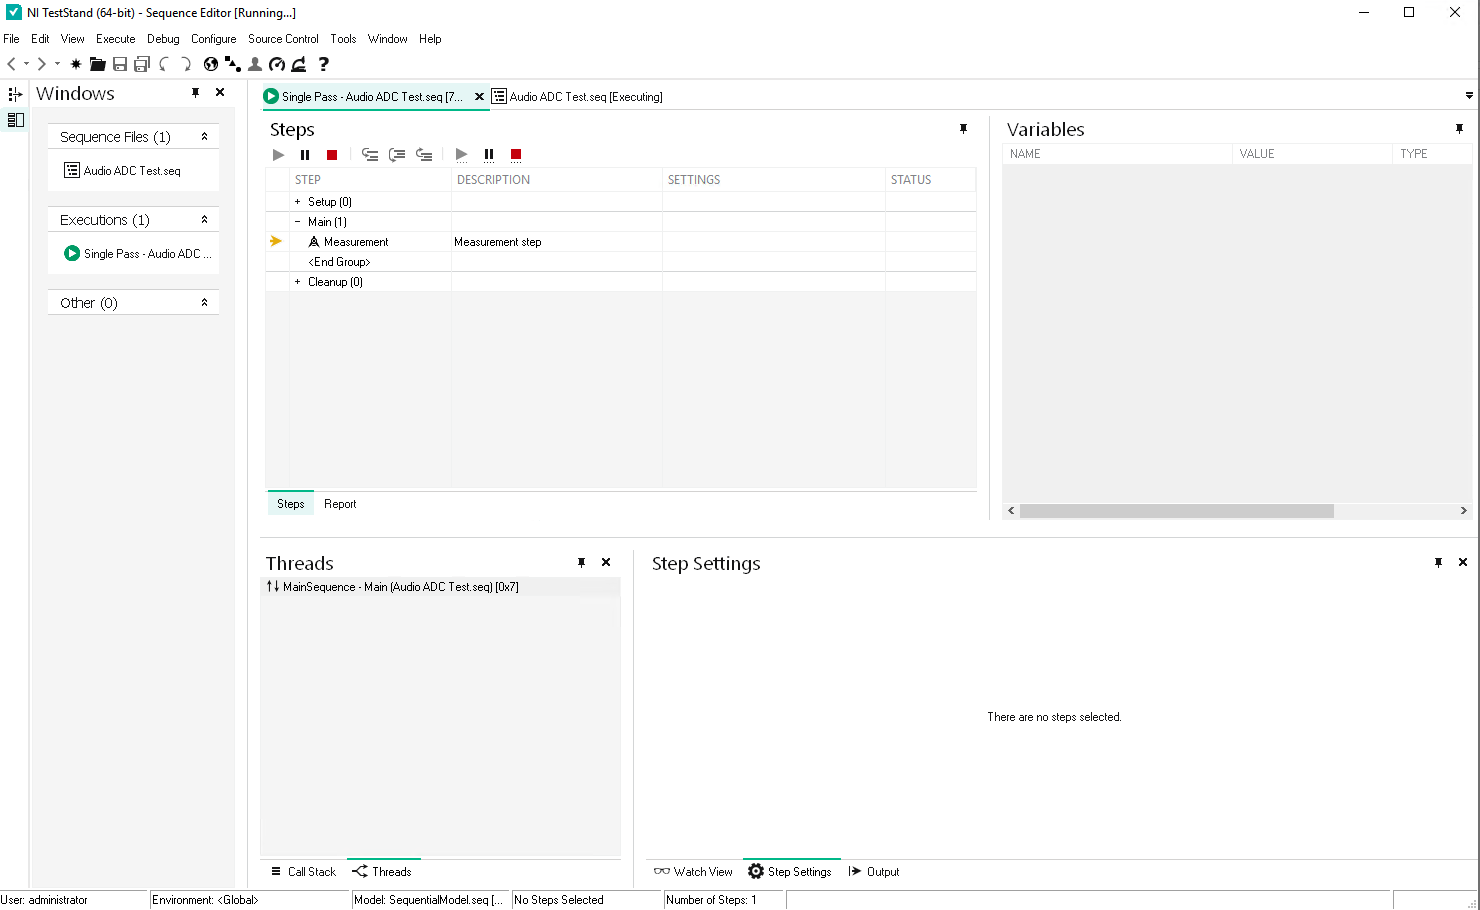 NI TestStand (64-bit) - Sequence Editor [Running...]
File Edit View Execute Debug Configure Source Control Tools Window Help
Windows
Sequence Files (1)
Audio ADC Test.seq
Executions (1)
Single Pass - Audio ADC ...
Other (0)
Single Pass - Audio ADC Test.seq [7... Audio ADC Test.seq [Executing]
Steps
STEP DESCRIPTION SETTINGS STATUS
+ Setup (0)
− Main (1)
Measurement Measurement step
<End Group>
+ Cleanup (0)
Steps Report
Variables
NAME VALUE TYPE
Threads
MainSequence - Main (Audio ADC Test.seq) [0x7]
Call Stack Threads
Step Settings
There are no steps selected.
Watch View Step Settings Output
User: administrator Environment: <Global> Model: SequentialModel.seq [... No Steps Selected Number of Steps: 1